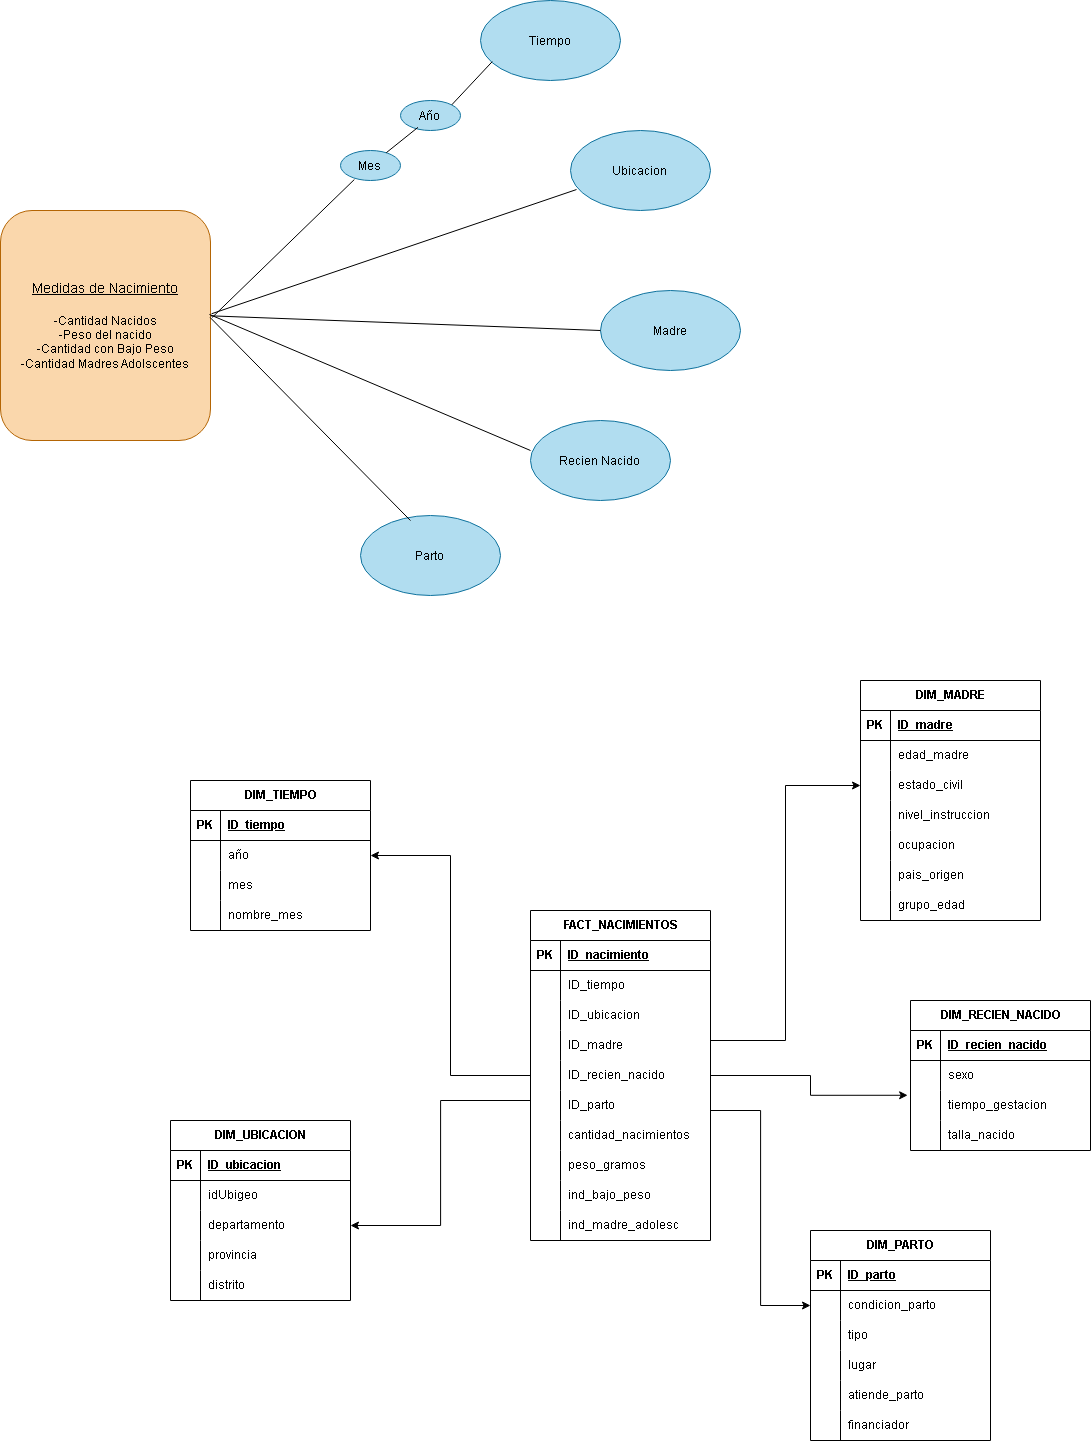 Tiempo
Año
Mes
Ubicacion
Medidas de Nacimiento
-Cantidad Nacidos
-Peso del nacido
-Cantidad con Bajo Peso
-Cantidad Madres Adolscentes
Madre
Recien Nacido
Parto
DIM_MADRE
PK ID_madre
edad_madre
estado_civil
nivel_instruccion
ocupacion
pais_origen
grupo_edad
DIM_TIEMPO
PK ID_tiempo
año
mes
nombre_mes
FACT_NACIMIENTOS
PK ID_nacimiento
ID_tiempo
ID_ubicacion
ID_madre
ID_recien_nacido
ID_parto
cantidad_nacimientos
peso_gramos
ind_bajo_peso
ind_madre_adolesc
DIM_RECIEN_NACIDO
PK ID_recien_nacido
sexo
tiempo_gestacion
talla_nacido
DIM_UBICACION
PK ID_ubicacion
idUbigeo
departamento
provincia
distrito
DIM_PARTO
PK ID_parto
condicion_parto
tipo
lugar
atiende_parto
financiador